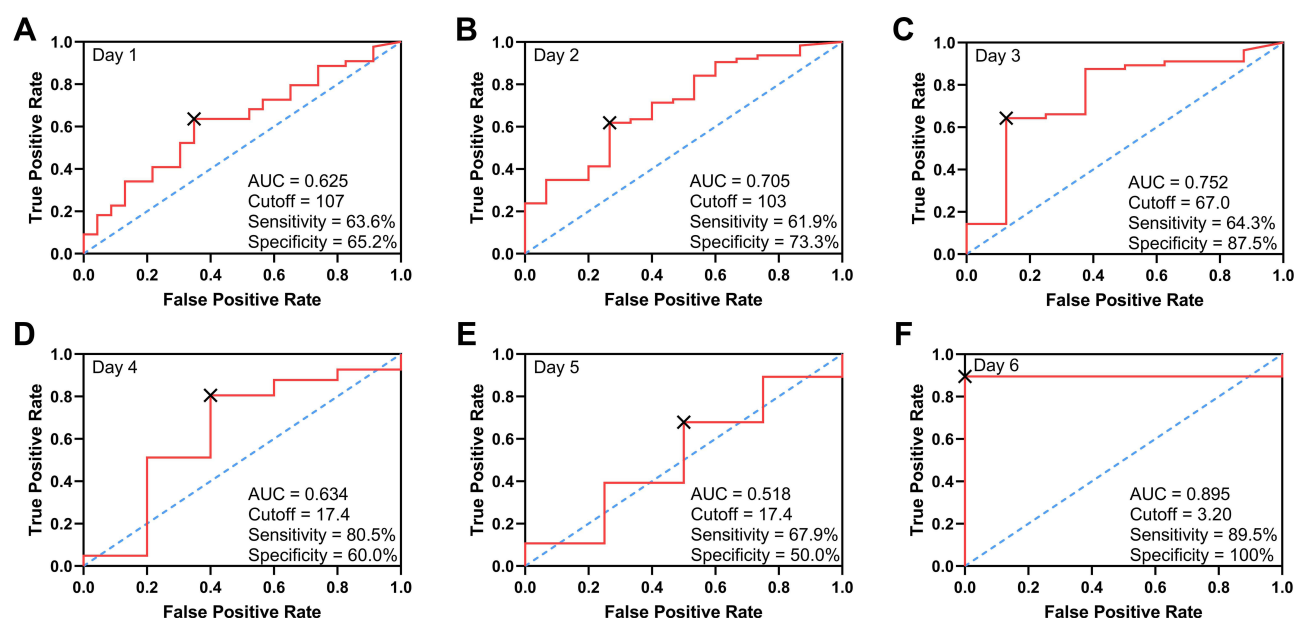 A
Day 1
True Positive Rate
1.0
0.8
0.6
0.4
0.2
0.0
AUC = 0.625
Cutoff = 107
Sensitivity = 63.6%
Specificity = 65.2%
0.0 0.2 0.4 0.6 0.8 1.0
False Positive Rate
B
Day 2
True Positive Rate
1.0
0.8
0.6
0.4
0.2
0.0
AUC = 0.705
Cutoff = 103
Sensitivity = 61.9%
Specificity = 73.3%
0.0 0.2 0.4 0.6 0.8 1.0
False Positive Rate
C
Day 3
True Positive Rate
1.0
0.8
0.6
0.4
0.2
0.0
AUC = 0.752
Cutoff = 67.0
Sensitivity = 64.3%
Specificity = 87.5%
0.0 0.2 0.4 0.6 0.8 1.0
False Positive Rate
D
Day 4
True Positive Rate
1.0
0.8
0.6
0.4
0.2
0.0
AUC = 0.634
Cutoff = 17.4
Sensitivity = 80.5%
Specificity = 60.0%
0.0 0.2 0.4 0.6 0.8 1.0
False Positive Rate
E
Day 5
True Positive Rate
1.0
0.8
0.6
0.4
0.2
0.0
AUC = 0.518
Cutoff = 17.4
Sensitivity = 67.9%
Specificity = 50.0%
0.0 0.2 0.4 0.6 0.8 1.0
False Positive Rate
F
Day 6
True Positive Rate
1.0
0.8
0.6
0.4
0.2
0.0
AUC = 0.895
Cutoff = 3.20
Sensitivity = 89.5%
Specificity = 100%
0.0 0.2 0.4 0.6 0.8 1.0
False Positive Rate